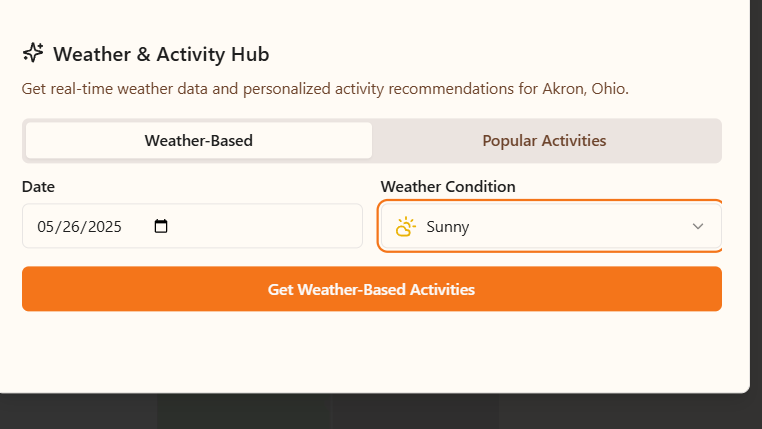 Weather & Activity Hub
Get real-time weather data and personalized activity recommendations for Akron, Ohio.
Weather-Based
Popular Activities
Date
Weather Condition
05/26/2025
Sunny
Get Weather-Based Activities